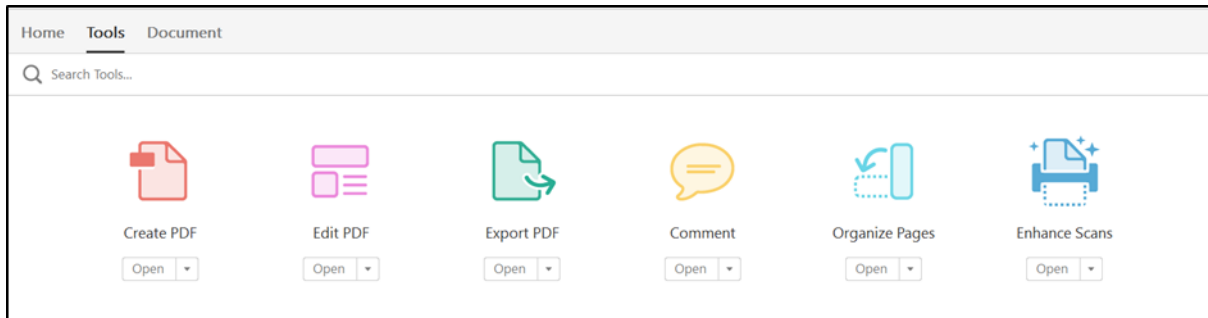 Home Tools Document
Search Tools...
Create PDF Edit PDF Export PDF Comment Organize Pages Enhance Scans
Open Open Open Open Open Open